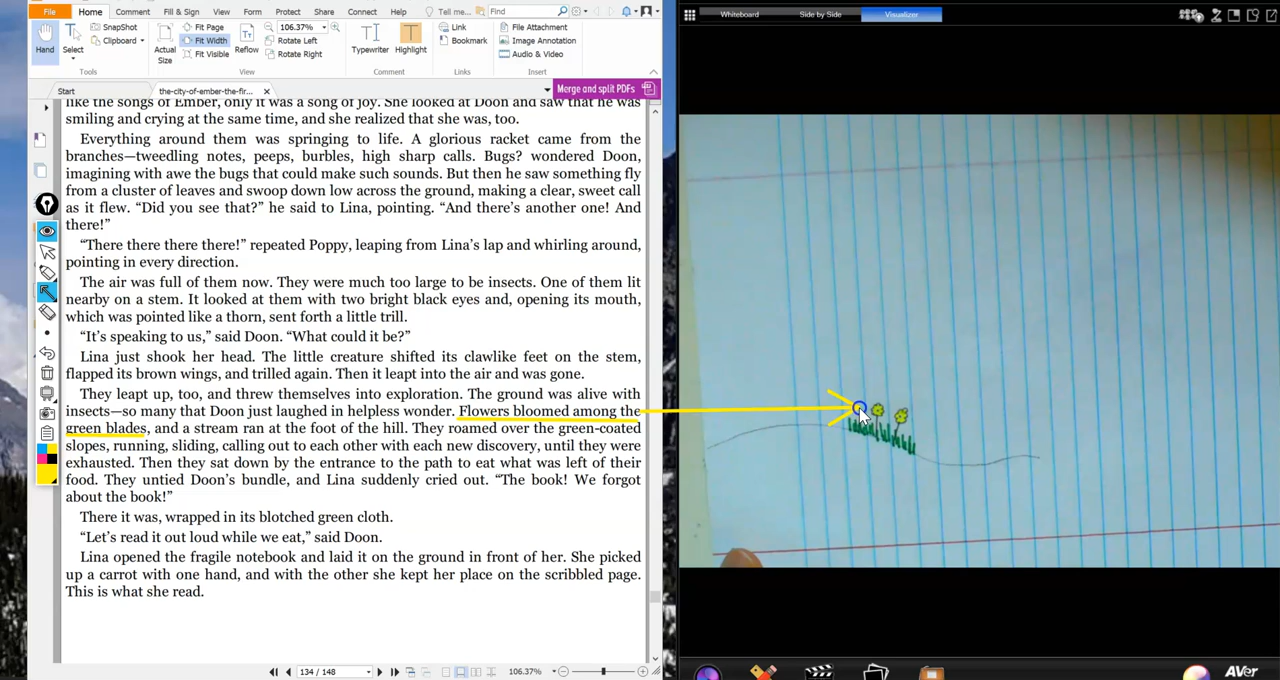 File Home Comment Fill & Sign View Form Protect Share Connect Help Tell me... Find
Hand
Select
SnapShot
Clipboard
Tools
Actual Size
Fit Page
Fit Width
Fit Visible
Reflow
106.37%
Rotate Left
Rotate Right
View
Typewriter
Highlight
Comment
Link
Bookmark
Links
File Attachment
Image Annotation
Audio & Video
Insert
Start
the-city-of-ember-the-fir...
Merge and split PDFs
like the songs of Ember, only it was a song of joy. She looked at Doon and saw that he was
smiling and crying at the same time, and she realized that she was, too.
Everything around them was springing to life. A glorious racket came from the
branches—tweedling notes, peeps, burbles, high sharp calls. Bugs? wondered Doon,
imagining with awe the bugs that could make such sounds. But then he saw something fly
from a cluster of leaves and swoop down low across the ground, making a clear, sweet call
as it flew. “Did you see that?” he said to Lina, pointing. “And there’s another one! And
there!”
“There there there there!” repeated Poppy, leaping from Lina’s lap and whirling around,
pointing in every direction.
The air was full of them now. They were much too large to be insects. One of them lit
nearby on a stem. It looked at them with two bright black eyes and, opening its mouth,
which was pointed like a thorn, sent forth a little trill.
“It’s speaking to us,” said Doon. “What could it be?”
Lina just shook her head. The little creature shifted its clawlike feet on the stem,
flapped its brown wings, and trilled again. Then it leapt into the air and was gone.
They leapt up, too, and threw themselves into exploration. The ground was alive with
insects—so many that Doon just laughed in helpless wonder. Flowers bloomed among the
green blades, and a stream ran at the foot of the hill. They roamed over the green-coated
slopes, running, sliding, calling out to each other with each new discovery, until they were
exhausted. Then they sat down by the entrance to the path to eat what was left of their
food. They untied Doon’s bundle, and Lina suddenly cried out. “The book! We forgot
about the book!”
There it was, wrapped in its blotched green cloth.
“Let’s read it out loud while we eat,” said Doon.
Lina opened the fragile notebook and laid it on the ground in front of her. She picked
up a carrot with one hand, and with the other she kept her place on the scribbled page.
This is what she read.
134 / 148
106.37%
Whiteboard Side by Side Visualizer
AVer